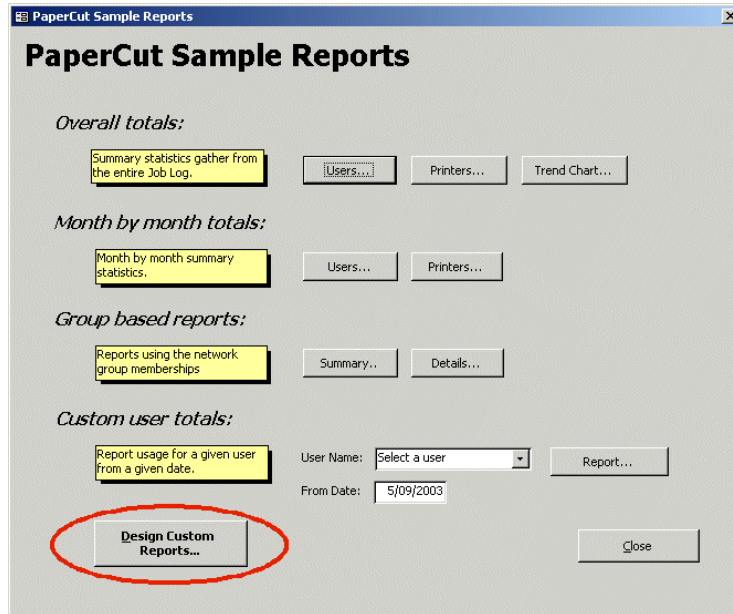 PaperCut Sample Reports
PaperCut Sample Reports
Overall totals:
Summary statistics gather from
the entire Job Log.
Users...
Printers...
Trend Chart...
Month by month totals:
Month by month summary
statistics.
Users...
Printers...
Group based reports:
Reports using the network
group memberships
Summary..
Details...
Custom user totals:
Report usage for a given user
from a given date.
User Name:
Select a user
Report...
From Date:
5/09/2003
Design Custom
Reports...
Close